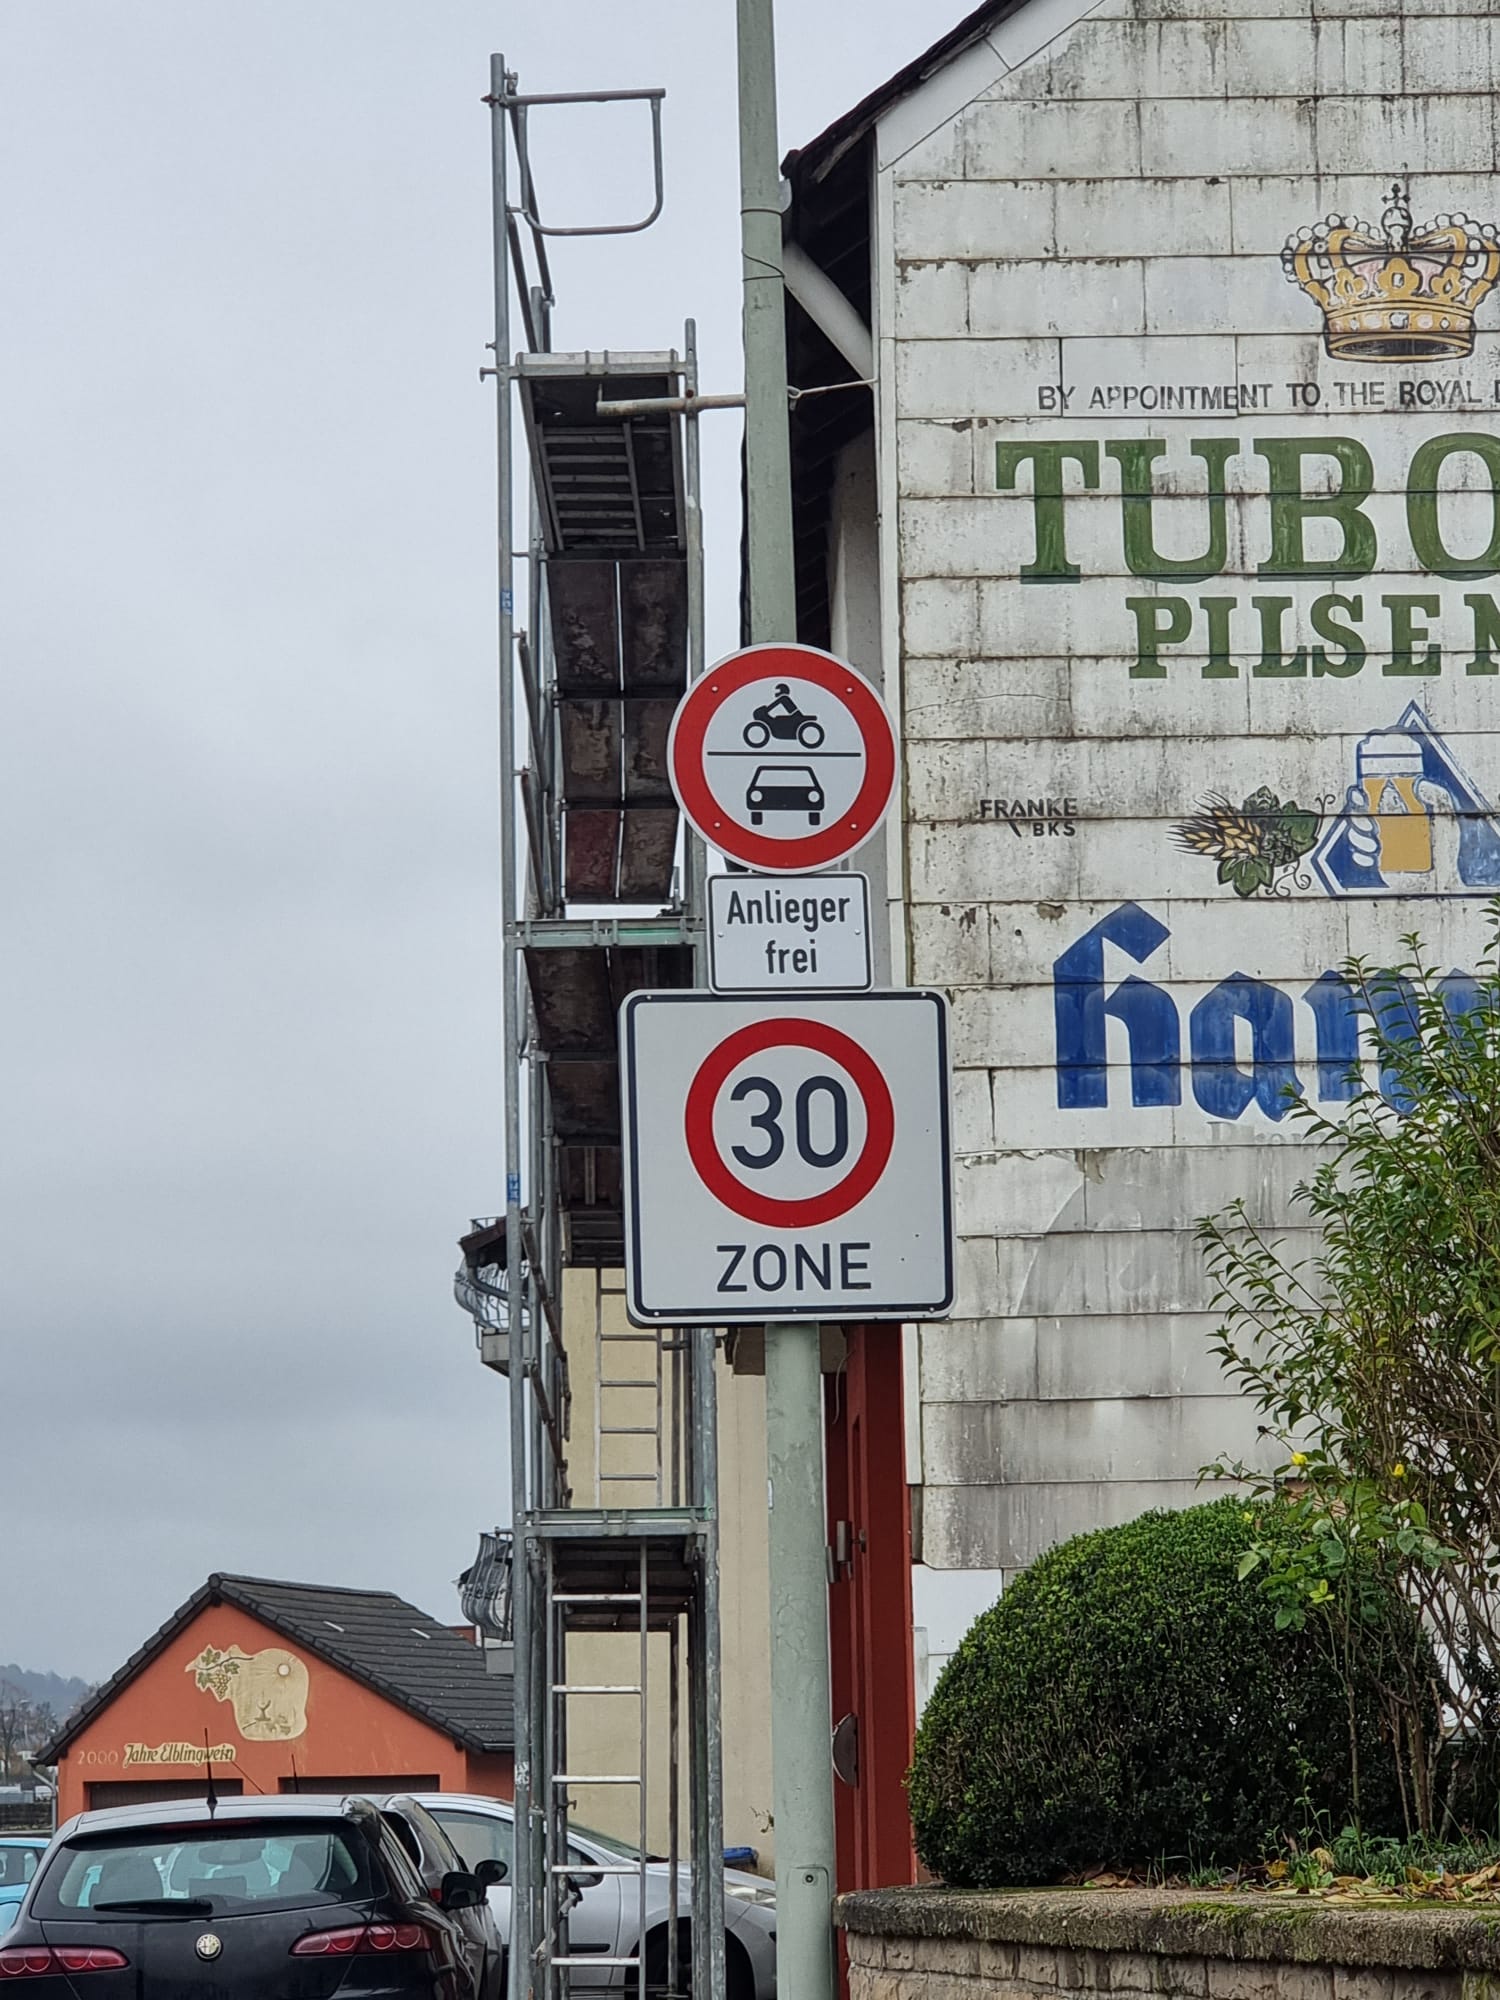 BY APPOINTMENT TO THE ROYAL
TUBO
PILSEN
FRANKE
BKS
Anlieger
frei
30
ZONE
2000 Jahre Elblingwein